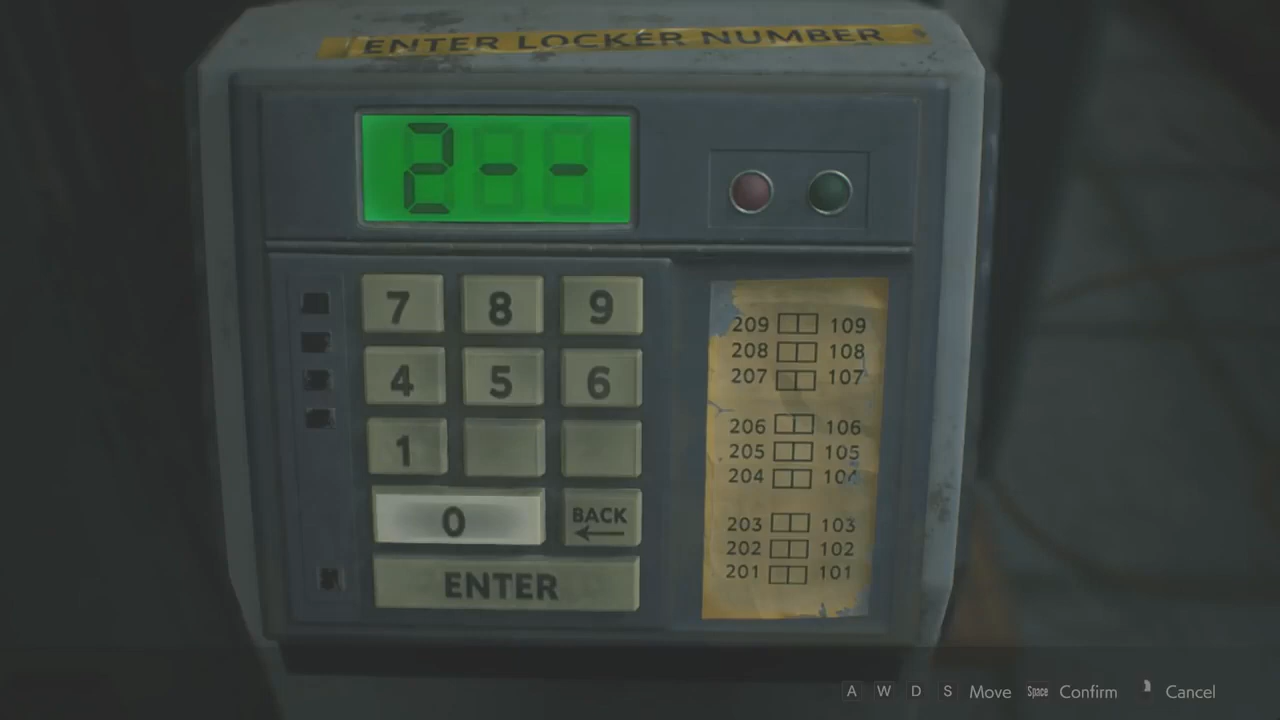 ENTER LOCKER NUMBER
2--
7 8 9
4 5 6
1
0 BACK
ENTER
209 109
208 108
207 107
206 106
205 105
204 104
203 103
202 102
201 101
A W D S Move Space Confirm Cancel